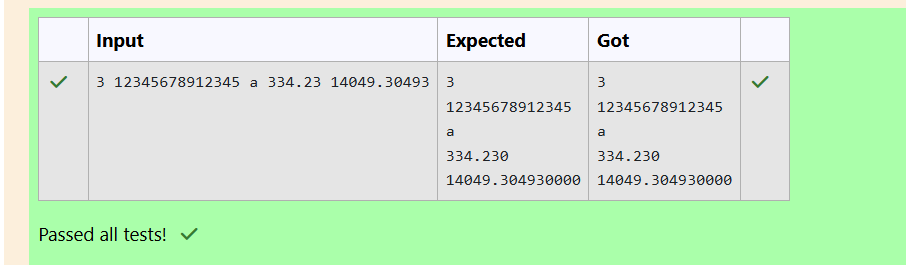 Input Expected Got
3 12345678912345 a 334.23 14049.30493 3 3
12345678912345 12345678912345
a a
334.230 334.230
14049.304930000 14049.304930000
Passed all tests!